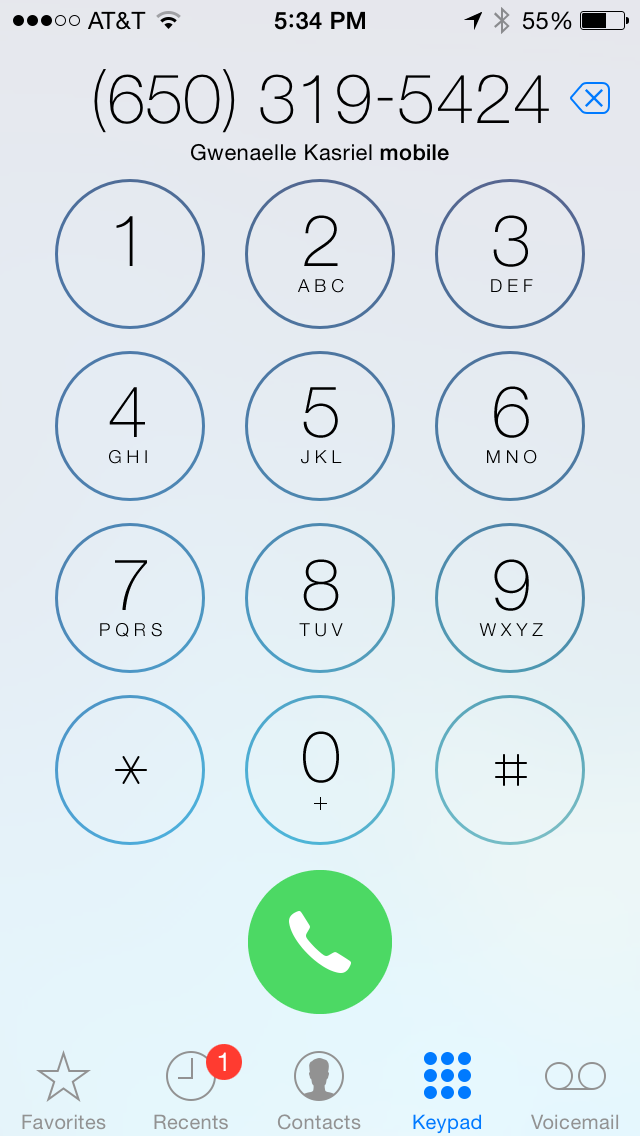 AT&T 5:34 PM 55%
(650) 319-5424
Gwenaelle Kasriel mobile
1 2 3
ABC DEF
4 5 6
GHI JKL MNO
7 8 9
PQRS TUV WXYZ
* 0 #
+
1
Favorites Recents Contacts Keypad Voicemail